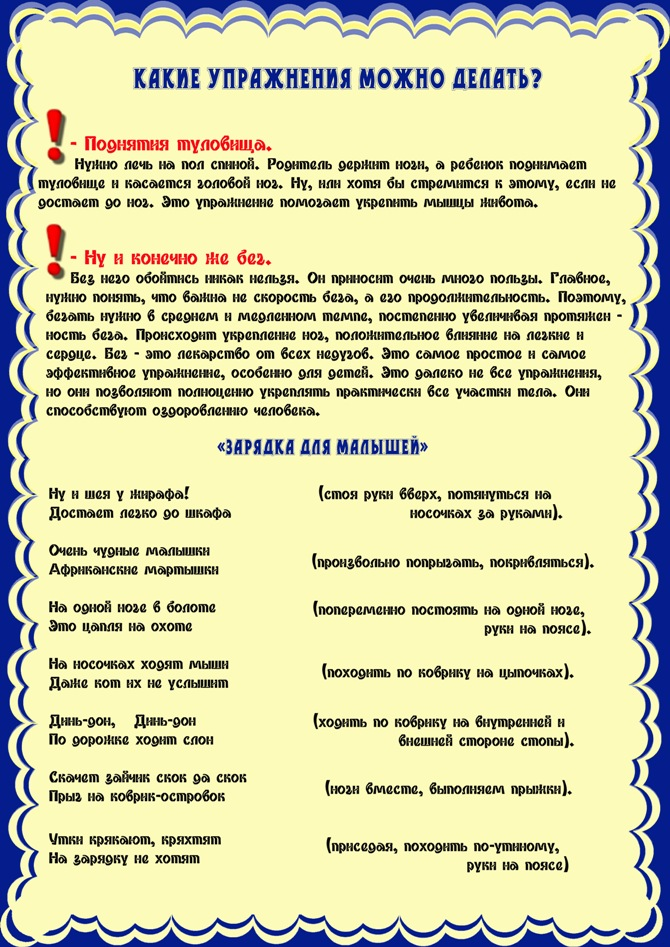 КАКИЕ УПРАЖНЕНИЯ МОЖНО ДЕЛАТЬ?
! - Поднятия туловища.
Нужно лечь на пол спиной. Родитель держит ноги, а ребенок поднимает
туловище и касается головой ног. Ну, или хотя бы стремится к этому, если не
достает до ног. Это упражнение помогает укрепить мышцы живота.
! - Ну и конечно же бег.
Без него обойтись никак нельзя. Он приносит очень много пользы. Главное,
нужно понять, что важна не скорость бега, а его продолжительность. Поэтому,
бегать нужно в среднем и медленном темпе, постепенно увеличивая протяжен -
ность бега. Происходит укрепление ног, положительное влияние на легкие и
сердце. Бег - это лекарство от всех недугов. Это самое простое и самое
эффективное упражнение, особенно для детей. Это далеко не все упражнения,
но они позволяют полноценно укреплять практически все участки тела. Они
способствуют оздоровлению человека.
«ЗАРЯДКА ДЛЯ МАЛЫШЕЙ»
Ну и шея у жирафа! (стоя руки вверх, потянуться на
Достает легко до шкафа носочках за руками).
Очень чудные малышки
Африканские мартышки (произвольно попрыгать, покривляться).
На одной ноге в болоте (попеременно постоять на одной ноге,
Это цапля на охоте руки на поясе).
На носочках ходят мыши (походить по коврику на цыпочках).
Даже кот их не услышит
Динь-дон, Динь-дон (ходить по коврику на внутренней и
По дорожке ходит слон внешней стороне стопы).
Скачет зайчик скок да скок (ноги вместе, выполняем прыжки).
Прыг на коврик-островок
Утки крякают, кряхтят (приседая, походить по-утиному,
На зарядку не хотят руки на поясе)